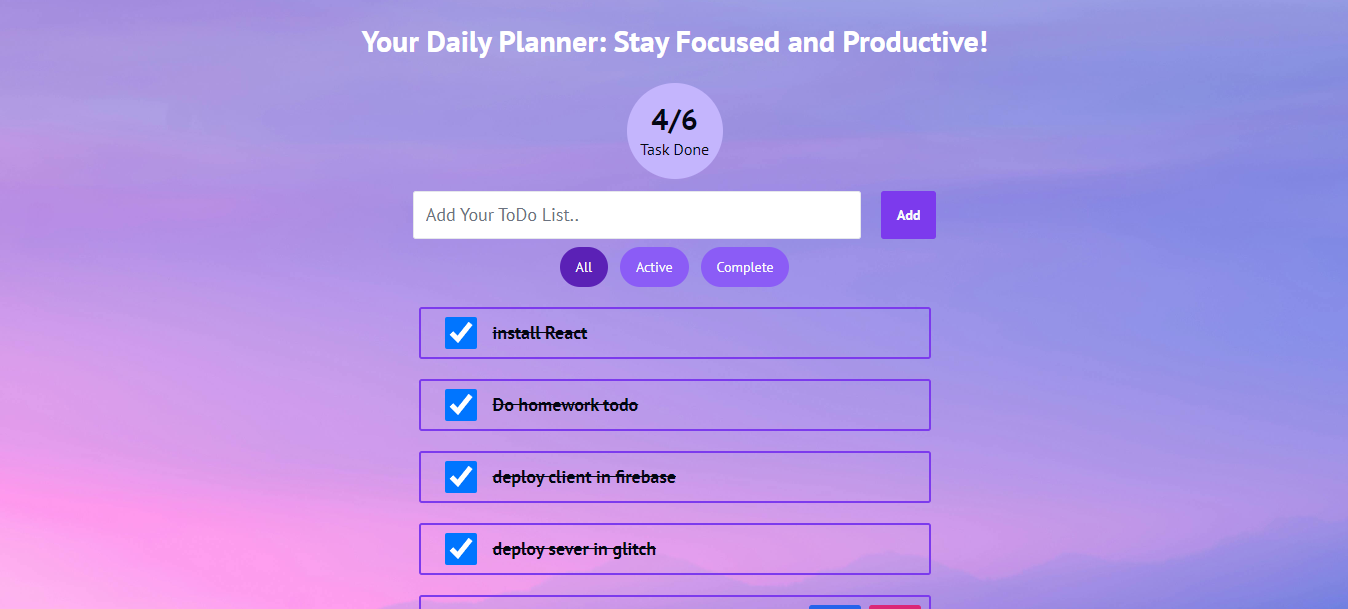 Your Daily Planner: Stay Focused and Productive!
4/6
Task Done
Add Your ToDo List..
Add
All
Active
Complete
install React
Do homework todo
deploy client in firebase
deploy sever in glitch